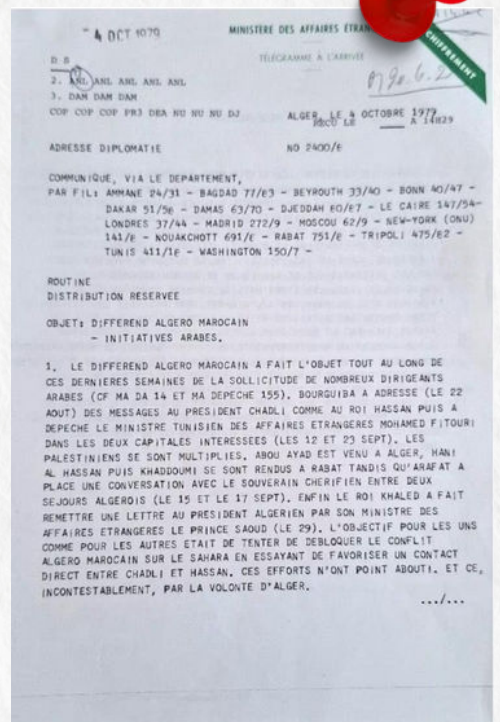 - 4 OCT 1979
MINISTERE DES AFFAIRES ETRAN
TÉLÉGRAMME A L'ARRIVÉE
CHIFFREMENT
D B
2. ANL ANL ANL ANL ANL
3. DAM DAM DAM
COP COP COP PR3 DEA NU NU NU DJ
ALGER, LE 4 OCTOBRE 1979
RECU LE A 14H29
ADRESSE DIPLOMATIE NO 2400/E
COMMUNIQUE, VIA LE DEPARTEMENT,
PAR FIL: AMMANE 24/31 - BAGDAD 77/83 - BEYROUTH 33/40 - BONN 40/47 -
DAKAR 51/58 - DAMAS 63/70 - DJEDDAH 60/67 - LE CAIRE 147/54-
LONDRES 37/44 - MADRID 272/9 - MOSCOU 62/9 - NEW-YORK (ONU)
141/8 - NOUAKCHOTT 691/8 - RABAT 751/8 - TRIPOLI 475/82 -
TUNIS 411/18 - WASHINGTON 150/7 -
ROUTINE
DISTRIBUTION RESERVEE
OBJET: DIFFEREND ALGERO MAROCAIN
- INITIATIVES ARABES.
1. LE DIFFEREND ALGERO MAROCAIN A FAIT L'OBJET TOUT AU LONG DE
CES DERNIERES SEMAINES DE LA SOLLICITUDE DE NOMBREUX DIRIGEANTS
ARABES (CF MA DA 14 ET MA DEPECHE 155). BOURGUIBA A ADRESSE (LE 22
AOUT) DES MESSAGES AU PRESIDENT CHADLI COMME AU ROI HASSAN PUIS A
DEPECHE LE MINISTRE TUNISIEN DES AFFAIRES ETRANGERES MOHAMED FITOURI
DANS LES DEUX CAPITALES INTERESSEES (LES 12 ET 23 SEPT). LES
PALESTINIENS SE SONT MULTIPLIES. ABOU AYAD EST VENU A ALGER, HANI
AL HASSAN PUIS KHADDOUMI SE SONT RENDUS A RABAT TANDIS QU'ARAFAT A
PLACE UNE CONVERSATION AVEC LE SOUVERAIN CHERIFIEN ENTRE DEUX
SEJOURS ALGEROIS (LE 15 ET LE 17 SEPT). ENFIN LE ROI KHALED A FAIT
REMETTRE UNE LETTRE AU PRESIDENT ALGERIEN PAR SON MINISTRE DES
AFFAIRES ETRANGERES LE PRINCE SAOUD (LE 29). L'OBJECTIF POUR LES UNS
COMME POUR LES AUTRES ETAIT DE TENTER DE DEBLOQUER LE CONFLIT
ALGERO MAROCAIN SUR LE SAHARA EN ESSAYANT DE FAVORISER UN CONTACT
DIRECT ENTRE CHADLI ET HASSAN. CES EFFORTS N'ONT POINT ABOUTI. ET CE,
INCONTESTABLEMENT, PAR LA VOLONTE D'ALGER.
.../...